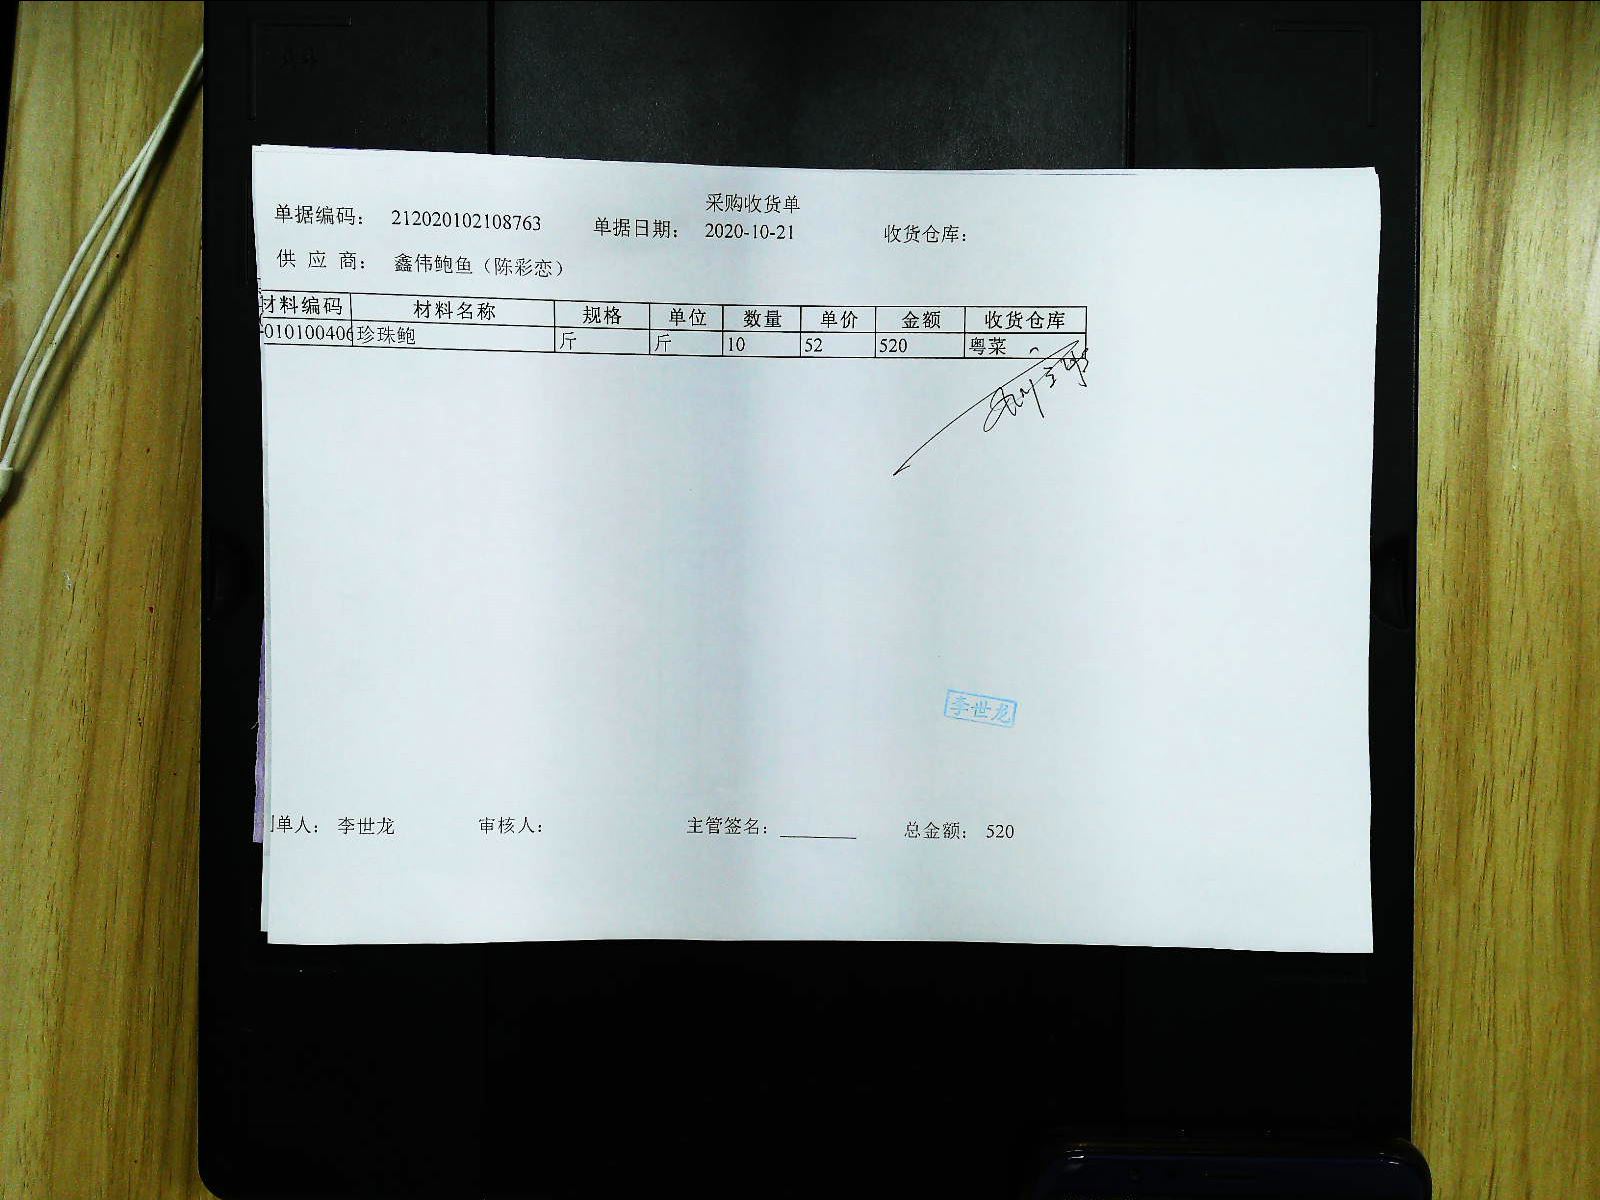 采购收货单
单据编码： 212020102108763 单据日期： 2020-10-21 收货仓库：
供 应 商： 鑫伟鲍鱼（陈彩恋）
材料编码 材料名称 规格 单位 数量 单价 金额 收货仓库
-010100406 珍珠鲍 斤 斤 10 52 520 粤菜
李世龙
制单人： 李世龙 审核人： 主管签名： ________ 总金额： 520